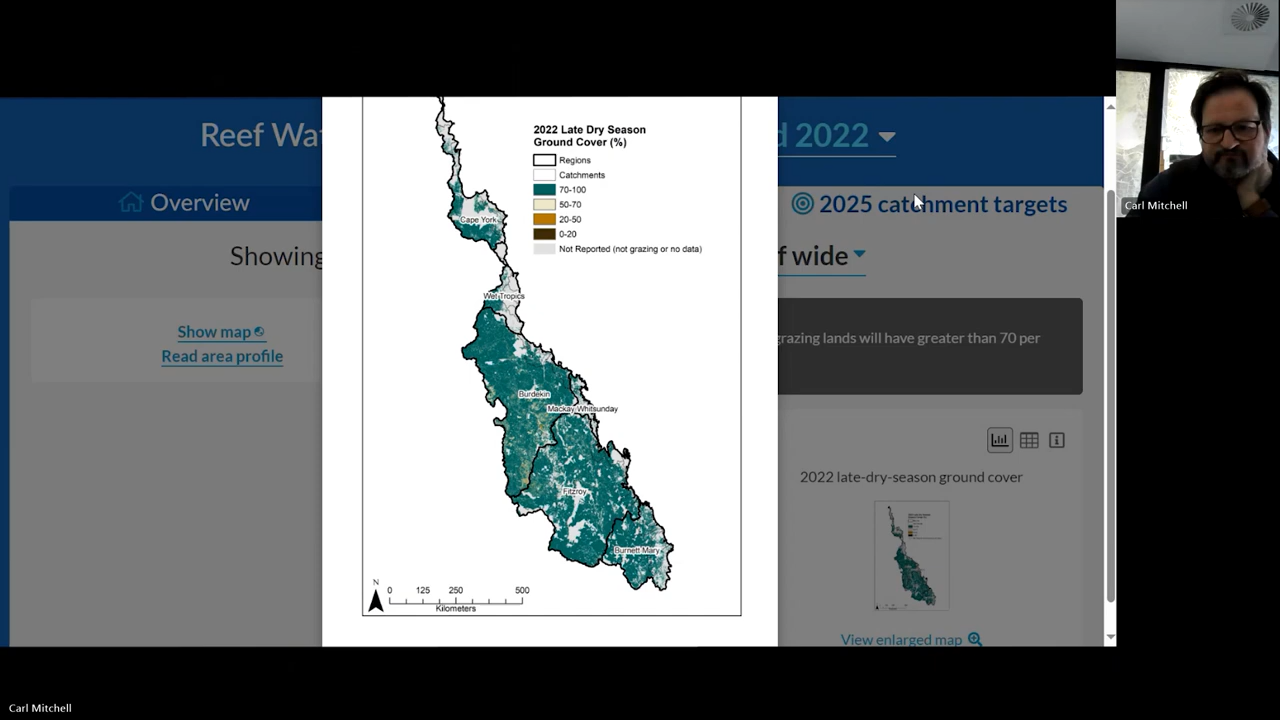 Reef Wa
d 2022
Overview
2025 catchment targets
Showing
f wide
Show map
Read area profile
grazing lands will have greater than 70 per
2022 late-dry-season ground cover
View enlarged map
2022 Late Dry Season
Ground Cover (%)
Regions
Catchments
70-100
50-70
20-50
0-20
Not Reported (not grazing or no data)
Cape York
Wet Tropics
Burdekin
Mackay Whitsunday
Fitzroy
Burnett Mary
N
0 125 250 500
Kilometers
Carl Mitchell
Carl Mitchell